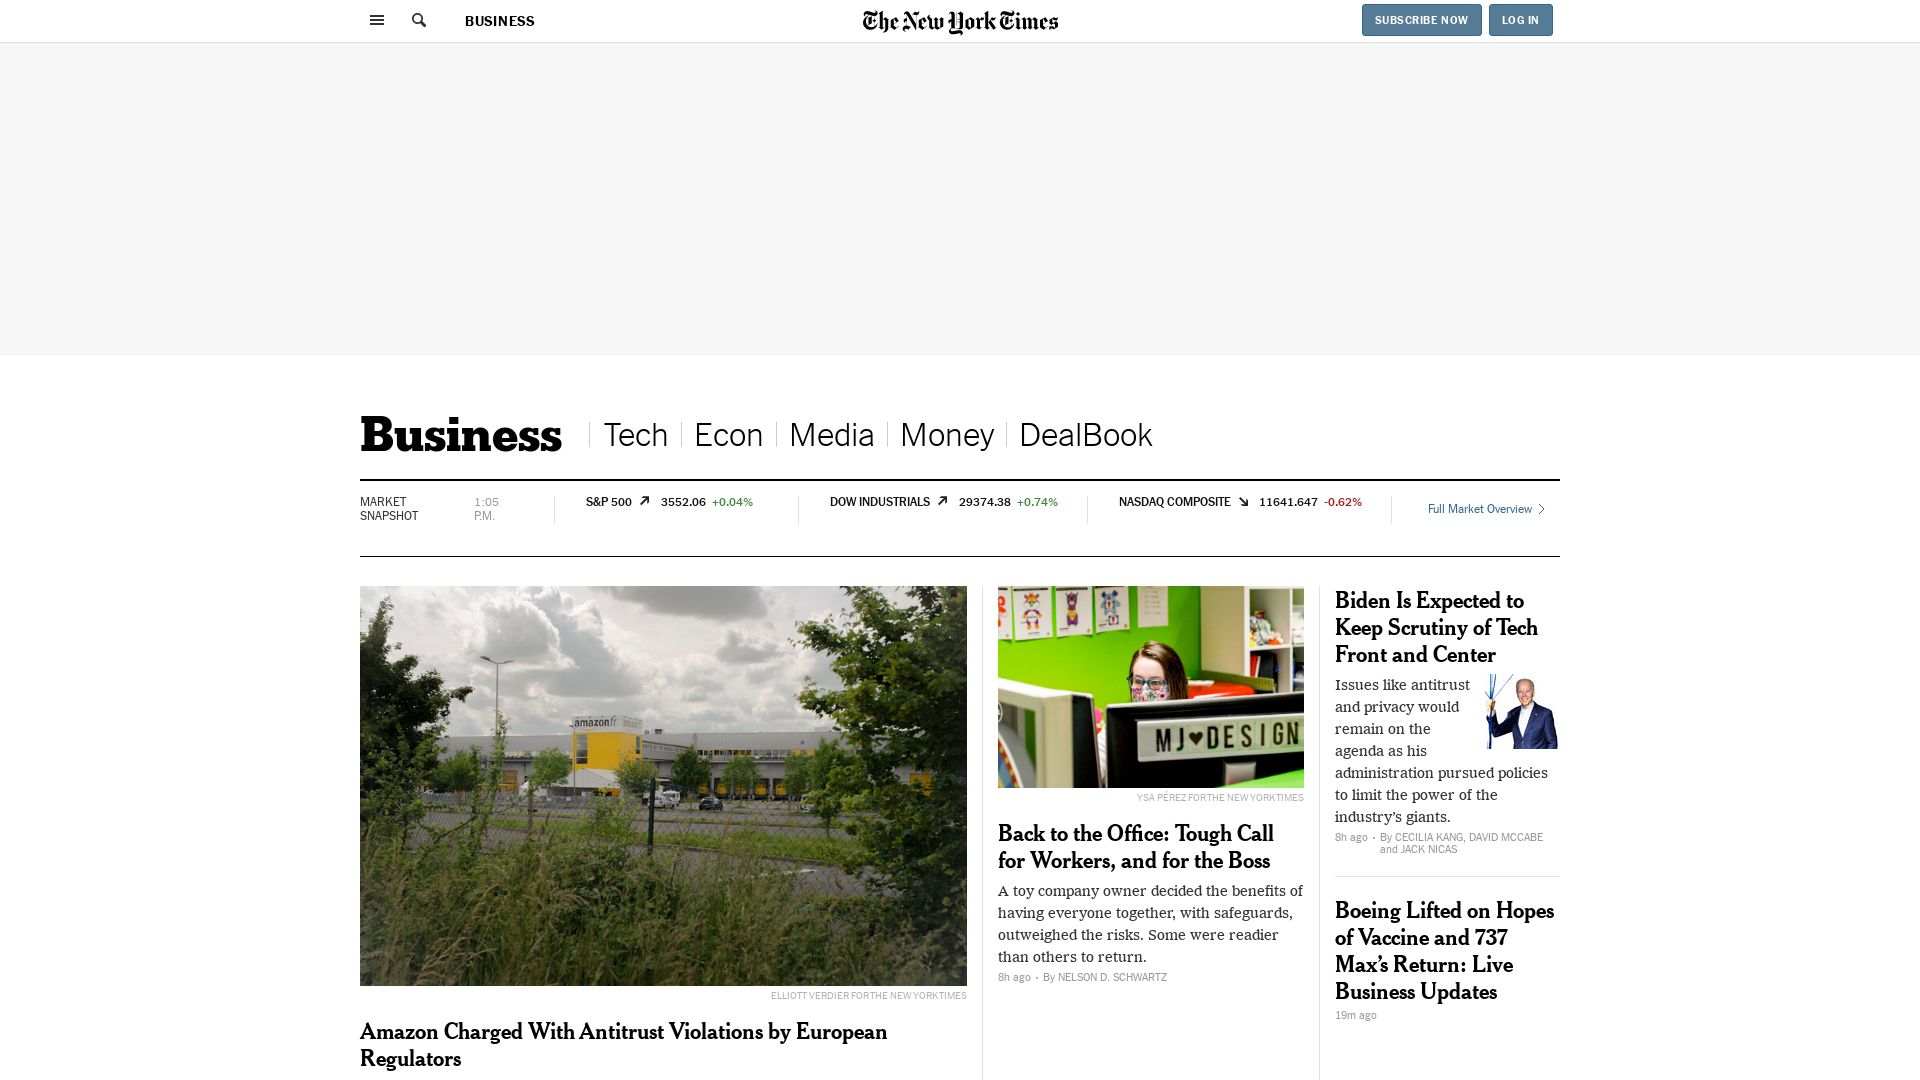 BUSINESS
The New York Times
SUBSCRIBE NOW
LOG IN
Business
Tech
Econ
Media
Money
DealBook
MARKET
SNAPSHOT
1:05
P.M.
S&P 500 3552.06 +0.04%
DOW INDUSTRIALS 29374.38 +0.74%
NASDAQ COMPOSITE 11641.647 -0.62%
Full Market Overview
amazon.fr
ELLIOTT VERDIER FOR THE NEW YORK TIMES
Amazon Charged With Antitrust Violations by European
Regulators
MJ♥DESIGN
YSA PÉREZ FOR THE NEW YORK TIMES
Back to the Office: Tough Call
for Workers, and for the Boss
A toy company owner decided the benefits of
having everyone together, with safeguards,
outweighed the risks. Some were readier
than others to return.
8h ago • By NELSON D. SCHWARTZ
Biden Is Expected to
Keep Scrutiny of Tech
Front and Center
Issues like antitrust
and privacy would
remain on the
agenda as his
administration pursued policies
to limit the power of the
industry’s giants.
8h ago • By CECILIA KANG, DAVID MCCABE
and JACK NICAS
Boeing Lifted on Hopes
of Vaccine and 737
Max’s Return: Live
Business Updates
19m ago